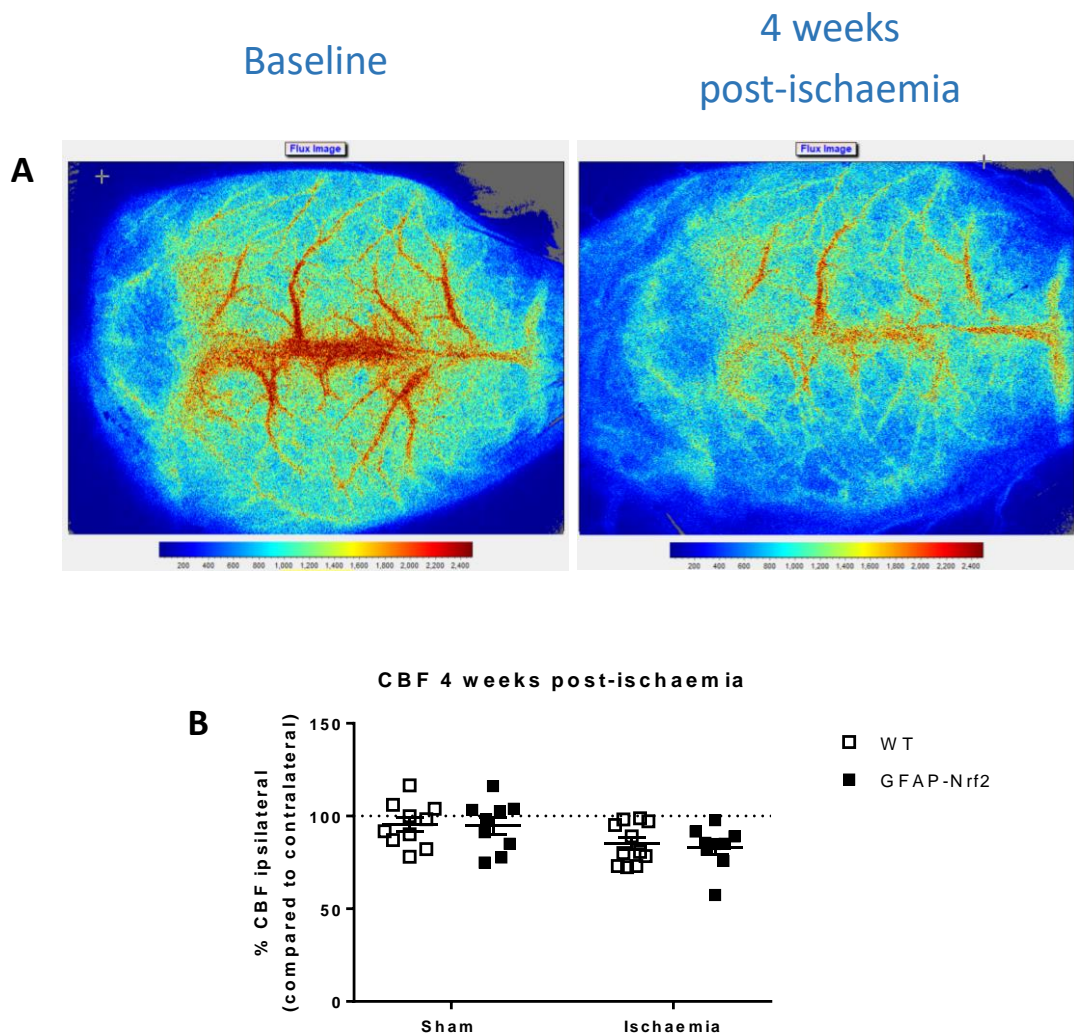 Baseline
4 weeks
post-ischaemia
A
Flux Image
Flux Image
200 400 600 800 1,000 1,200 1,400 1,600 1,800 2,000 2,200 2,400
200 400 600 800 1,000 1,200 1,400 1,600 1,800 2,000 2,200 2,400
CBF 4 weeks post-ischaemia
B
% CBF ipsilateral
(compared to contralateral)
150
100
50
0
Sham
Ischaemia
WT
GFAP-Nrf2